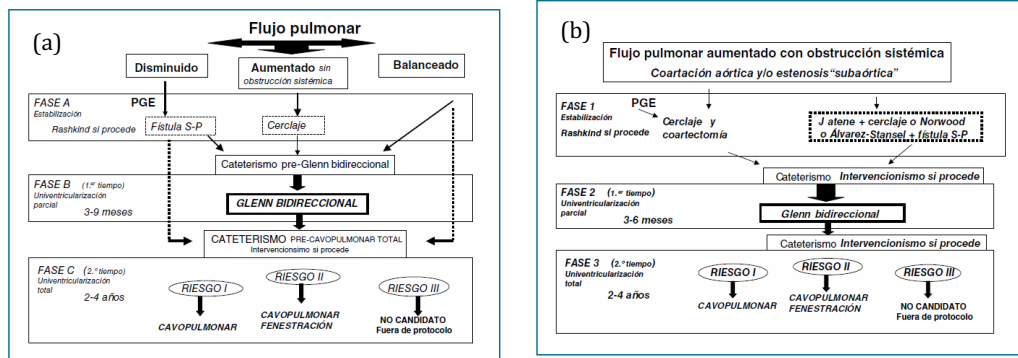 (a)
Flujo pulmonar
Disminuido
Aumentado sin
obstrucción sistémica
Balanceado
FASE A
Estabilización
Rashkind si procede
PGE
Fístula S-P
Cerclaje
Cateterismo pre-Glenn bidireccional
FASE B (1.er tiempo)
Univentricularización
parcial
3-9 meses
GLENN BIDIRECCIONAL
CATETERISMO PRE-CAVOPULMONAR TOTAL
Intervencionsimo si procede
FASE C (2.º tiempo)
Univentricularización
total
2-4 años
RIESGO I
RIESGO II
RIESGO III
CAVOPULMONAR
CAVOPULMONAR
FENESTRACIÓN
NO CANDIDATO
Fuera de protocolo
(b)
Flujo pulmonar aumentado con obstrucción sistémica
Coartación aórtica y/o estenosis “subaórtica”
FASE 1
Estabilización
Rashkind si procede
PGE
Cerclaje y
coartectomía
J atene + cerclaje o Norwood
o Álvarez-Stansel + fístula S-P
Cateterismo Intervencionismo si procede
FASE 2 (1.er tiempo)
Univentricularización
parcial
3-6 meses
Glenn bidireccional
Cateterismo Intervencionismo si procede
FASE 3 (2.º tiempo)
Univentricularización
total
2-4 años
RIESGO I
RIESGO II
RIESGO III
CAVOPULMONAR
CAVOPULMONAR
FENESTRACIÓN
NO CANDIDATO
Fuera de protocolo